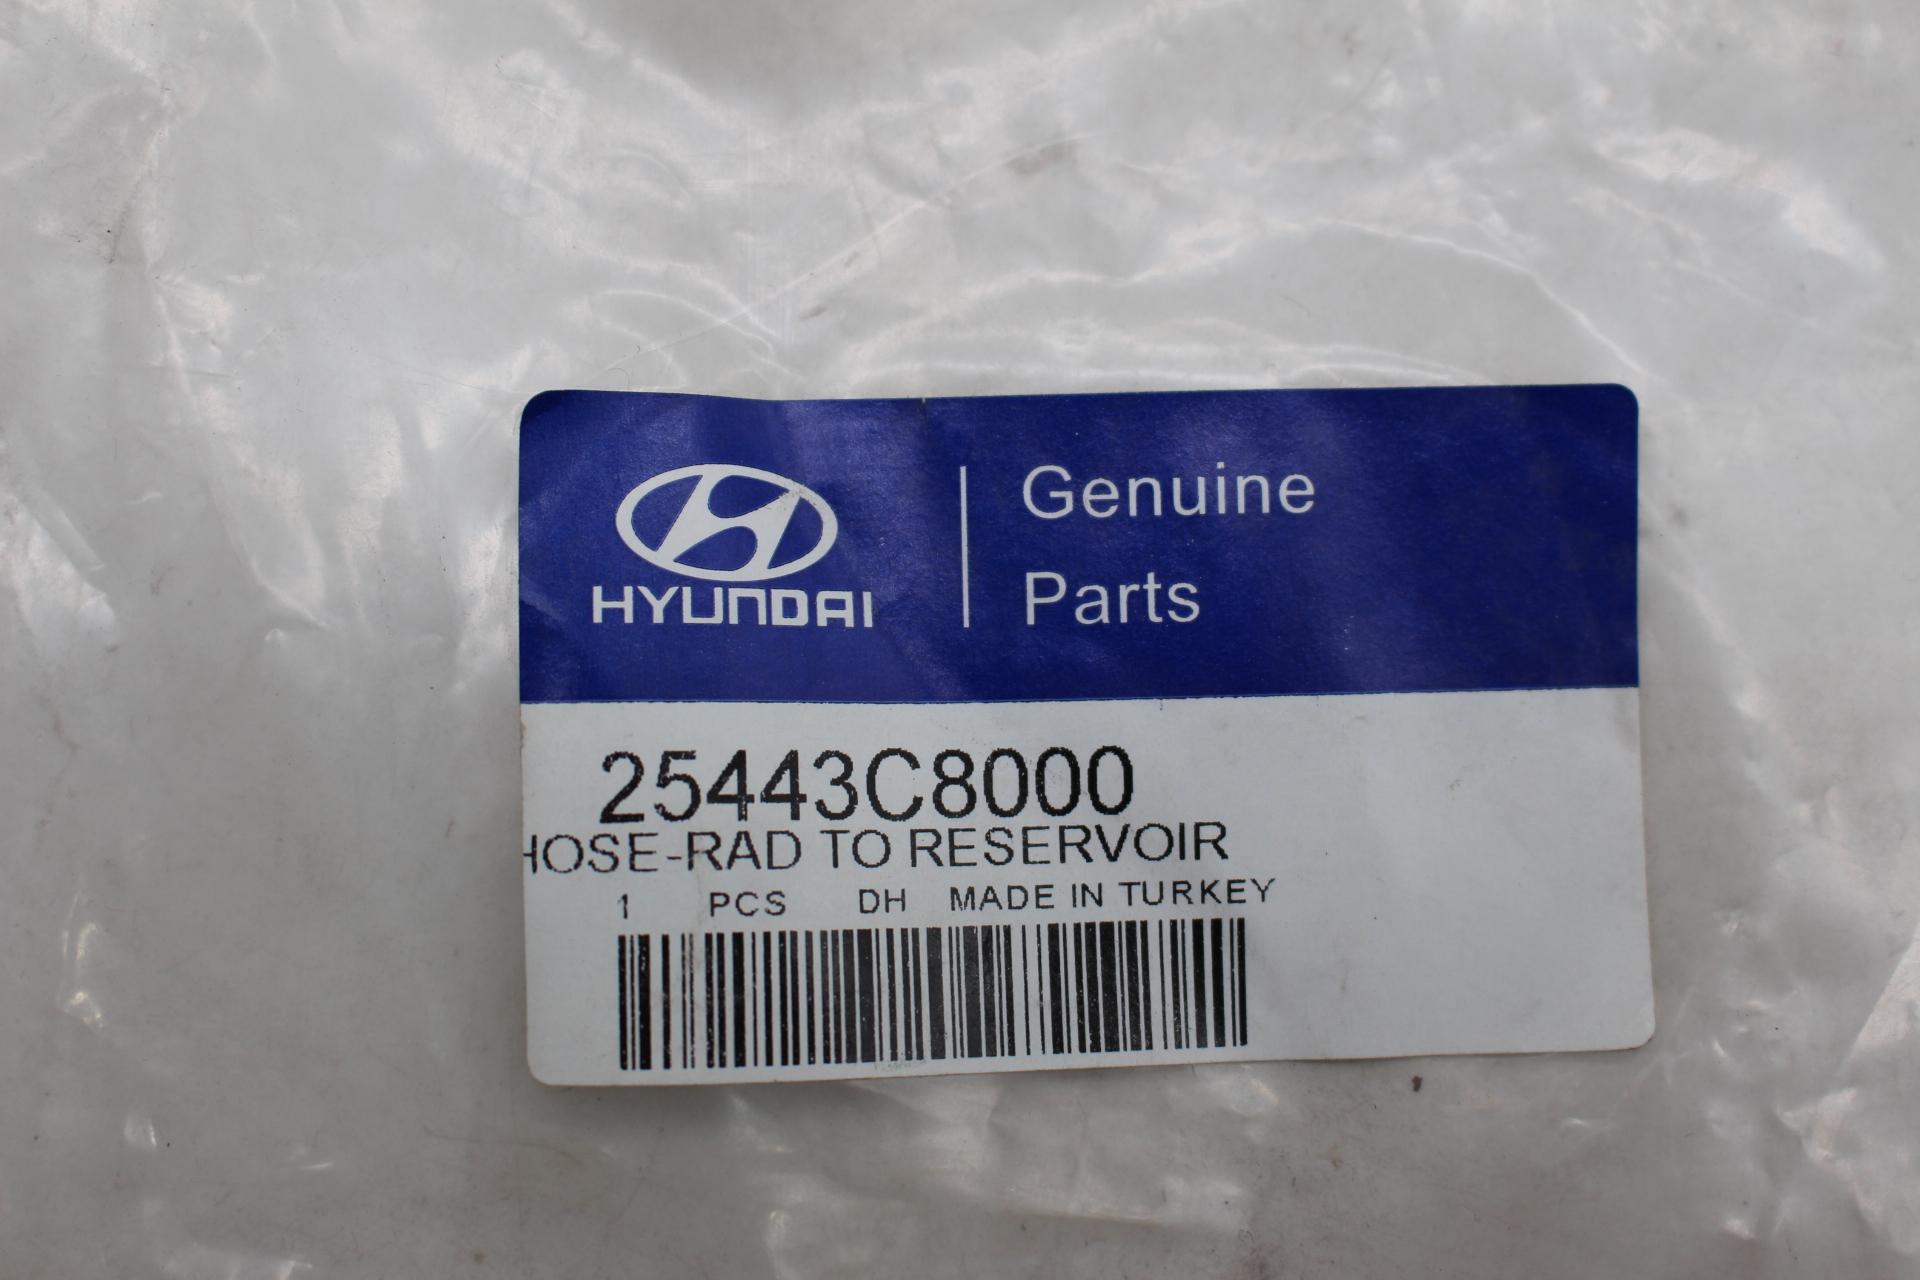 HYUNDAI
Genuine
Parts
25443C8000
HOSE-RAD TO RESERVOIR
1 PCS DH MADE IN TURKEY